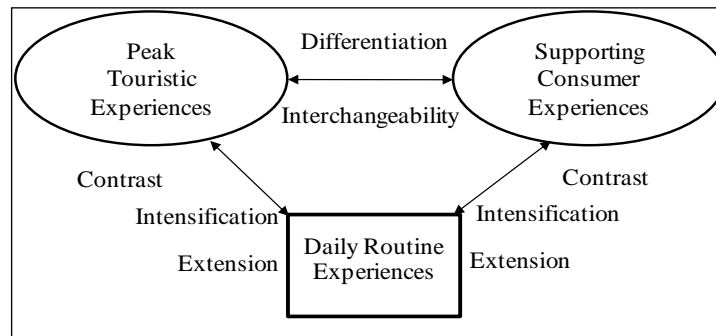 Peak
Touristic
Experiences
Differentiation
Interchangeability
Supporting
Consumer
Experiences
Contrast
Intensification
Extension
Daily Routine
Experiences
Contrast
Intensification
Extension